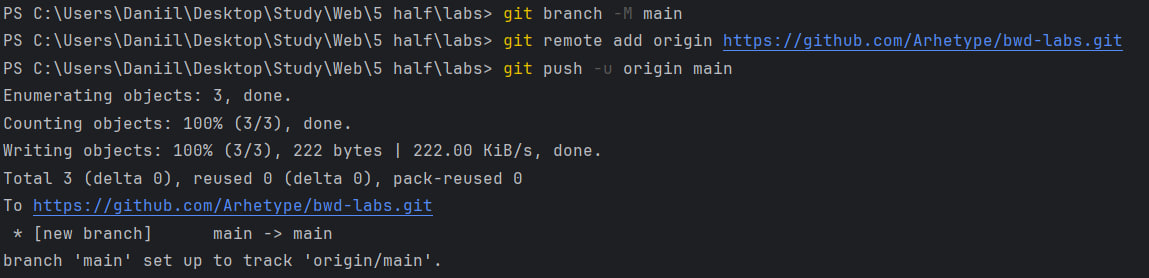 PS C:\Users\Daniil\Desktop\Study\Web\5 half\labs> git branch -M main
PS C:\Users\Daniil\Desktop\Study\Web\5 half\labs> git remote add origin https://github.com/Arhetype/bwd-labs.git
PS C:\Users\Daniil\Desktop\Study\Web\5 half\labs> git push -u origin main
Enumerating objects: 3, done.
Counting objects: 100% (3/3), done.
Writing objects: 100% (3/3), 222 bytes | 222.00 KiB/s, done.
Total 3 (delta 0), reused 0 (delta 0), pack-reused 0
To https://github.com/Arhetype/bwd-labs.git
 * [new branch]      main -> main
branch 'main' set up to track 'origin/main'.